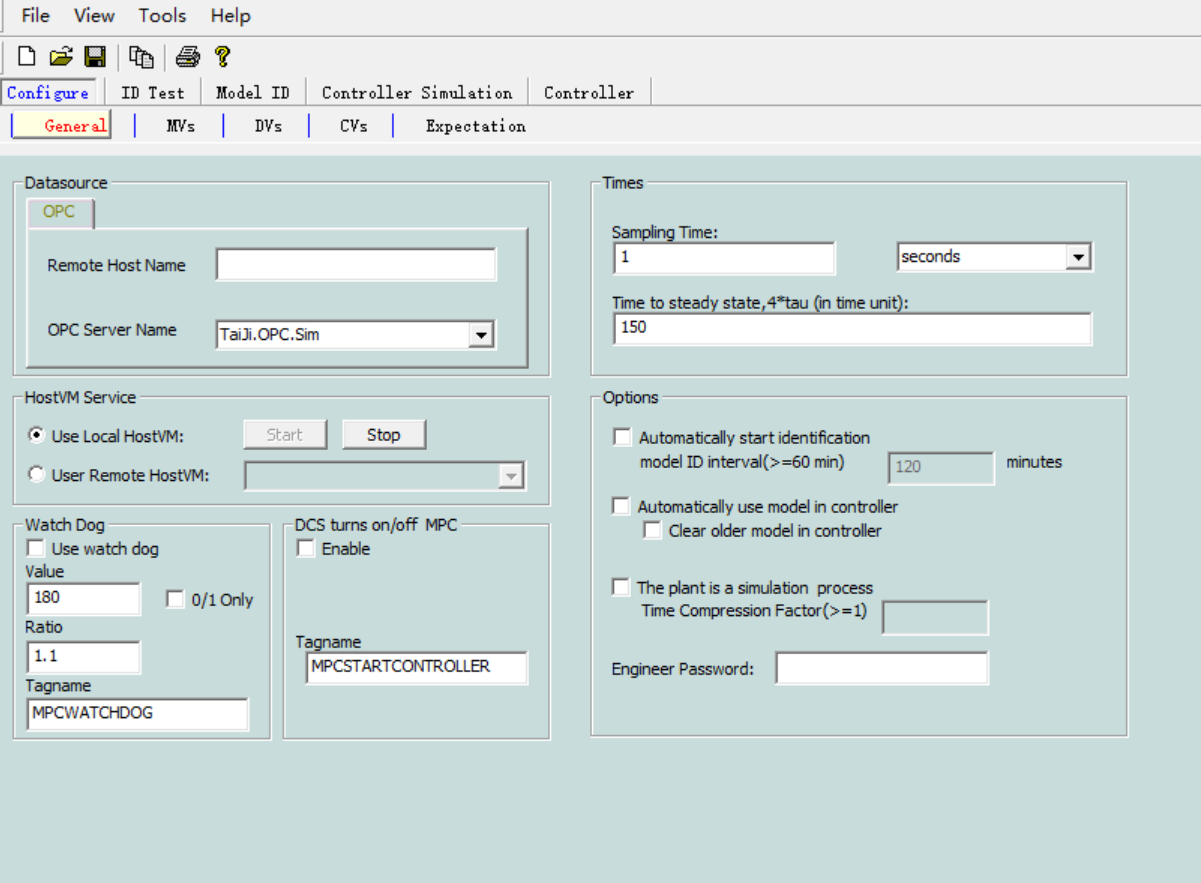 File View Tools Help
Configure ID Test Model ID Controller Simulation Controller
General MVs DVs CVs Expectation
Datasource
OPC
Remote Host Name
OPC Server Name TaiJi.OPC.Sim
HostVM Service
Use Local HostVM: Start Stop
User Remote HostVM:
Watch Dog
Use watch dog
Value
180 0/1 Only
Ratio
1.1
Tagname
MPCWATCHDOG
DCS turns on/off MPC
Enable
Tagname
MPCSTARTCONTROLLER
Times
Sampling Time:
1 seconds
Time to steady state,4*tau (in time unit):
150
Options
Automatically start identification
model ID interval(>=60 min) 120 minutes
Automatically use model in controller
Clear older model in controller
The plant is a simulation process
Time Compression Factor(>=1)
Engineer Password: